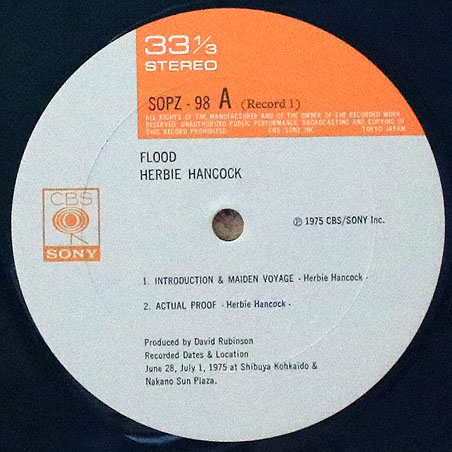 33 1/3
STEREO
SOPZ - 98 A (Record 1)
ALL RIGHTS OF THE MANUFACTURER AND OF THE OWNER OF THE RECORDED WORK
RESERVED UNAUTHORIZED PUBLIC PERFORMANCE BROADCASTING AND COPYING OF
THIS RECORD PROHIBITED CBS SONY INC TOKYO JAPAN
FLOOD
HERBIE HANCOCK
CBS
SONY
℗ 1975 CBS/SONY Inc.
1. INTRODUCTION & MAIDEN VOYAGE - Herbie Hancock -
2. ACTUAL PROOF - Herbie Hancock -
Produced by David Rubinson
Recorded Dates & Location
June 28, July 1, 1975 at Shibuya Kohkaido &
Nakano Sun Plaza.